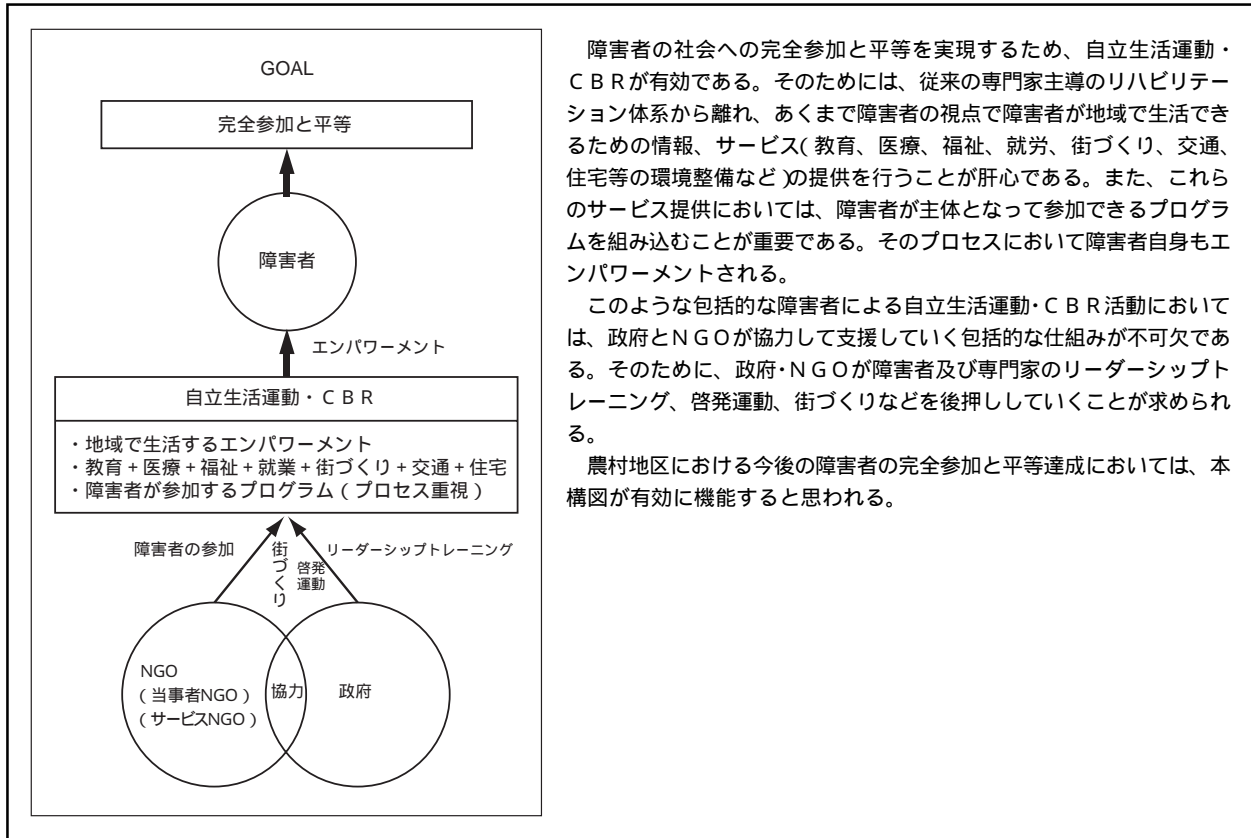 GOAL
完全参加と平等
障害者
エンパワーメント
自立生活運動・ＣＢＲ
・地域で生活するエンパワーメント
・教育＋医療＋福祉＋就業＋街づくり＋交通＋住宅
・障害者が参加するプログラム（プロセス重視）
障害者の参加
街づくり
啓発
運動
リーダーシップトレーニング
NGO
（当事者NGO）
（サービスNGO）
協力
政府
　障害者の社会への完全参加と平等を実現するため、自立生活運動・
ＣＢＲが有効である。そのためには、従来の専門家主導のリハビリテー
ション体系から離れ、あくまで障害者の視点で障害者が地域で生活でき
るための情報、サービス（教育、医療、福祉、就労、街づくり、交通、
住宅等の環境整備など）の提供を行うことが肝心である。また、これら
のサービス提供においては、障害者が主体となって参加できるプログラ
ムを組み込むことが重要である。そのプロセスにおいて障害者自身もエ
ンパワーメントされる。
　このような包括的な障害者による自立生活運動・ＣＢＲ活動において
は、政府とＮＧＯが協力して支援していく包括的な仕組みが不可欠であ
る。そのために、政府・ＮＧＯが障害者及び専門家のリーダーシップト
レーニング、啓発運動、街づくりなどを後押ししていくことが求められ
る。
　農村地区における今後の障害者の完全参加と平等達成においては、本
構図が有効に機能すると思われる。